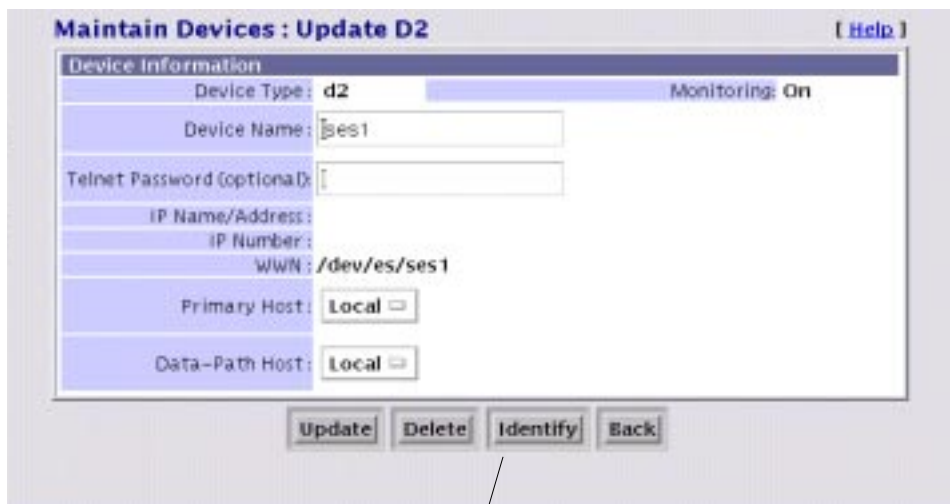 Maintain Devices : Update D2 [ Help ]
Device Information
Device Type: d2 Monitoring: On
Device Name: ses1
Telnet Password (optional):
IP Name/Address:
IP Number:
WWN: /dev/es/ses1
Primary Host: Local
Data-Path Host: Local
Update Delete Identify Back